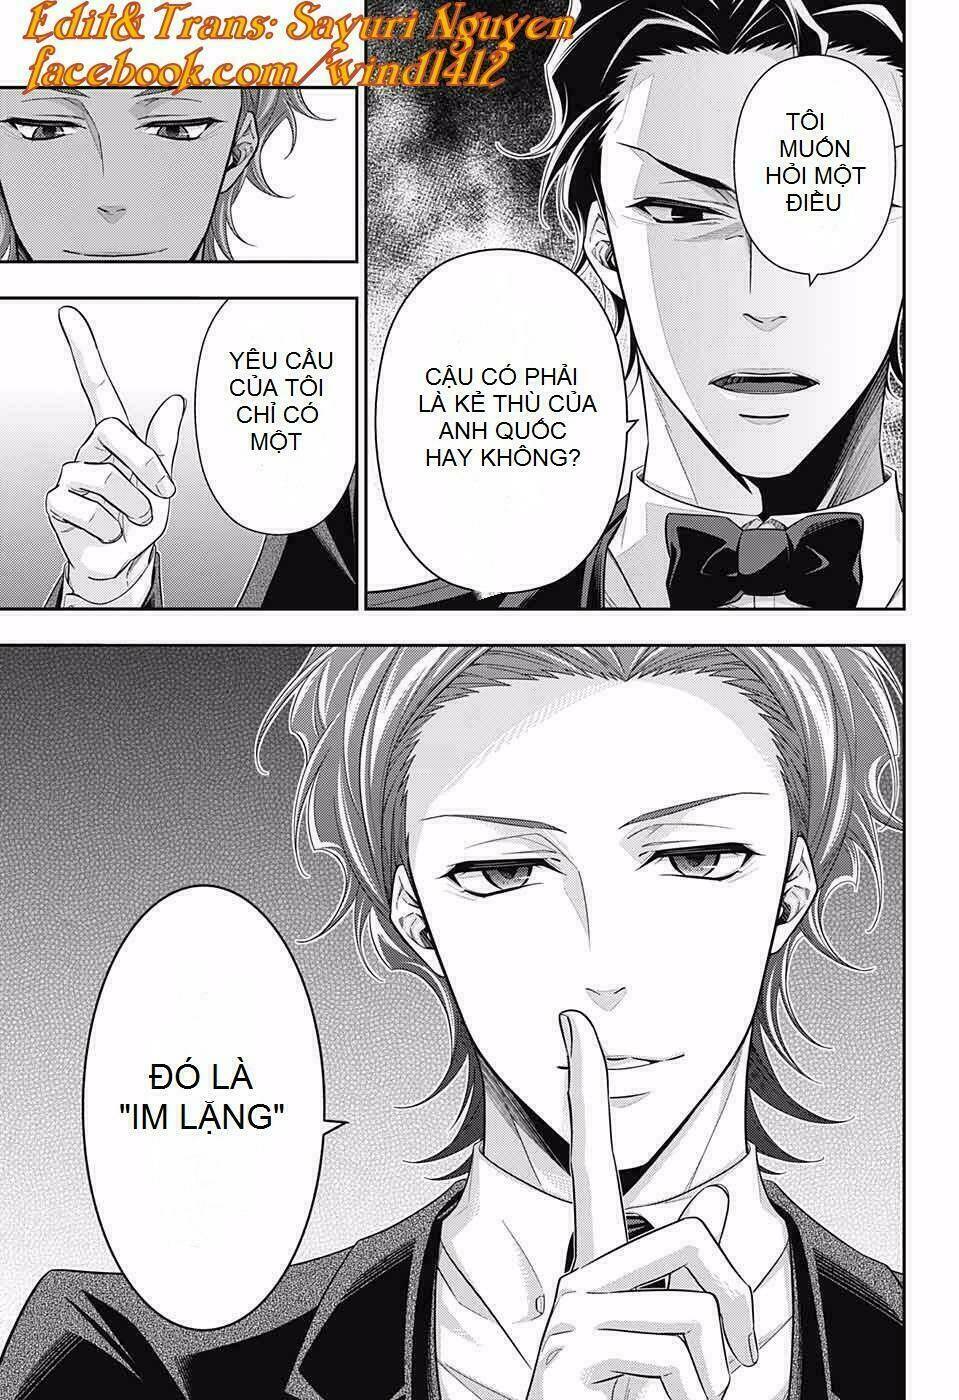 Edit& Trans: Sayuri Nguyen
facebook.com/wind1412
TÔI
MUỐN
HỎI MỘT
ĐIỀU
CẬU CÓ PHẢI
LÀ KẺ THÙ CỦA
ANH QUỐC
HAY KHÔNG?
YÊU CẦU
CỦA TÔI
CHỈ CÓ
MỘT
ĐÓ LÀ
"IM LẶNG"